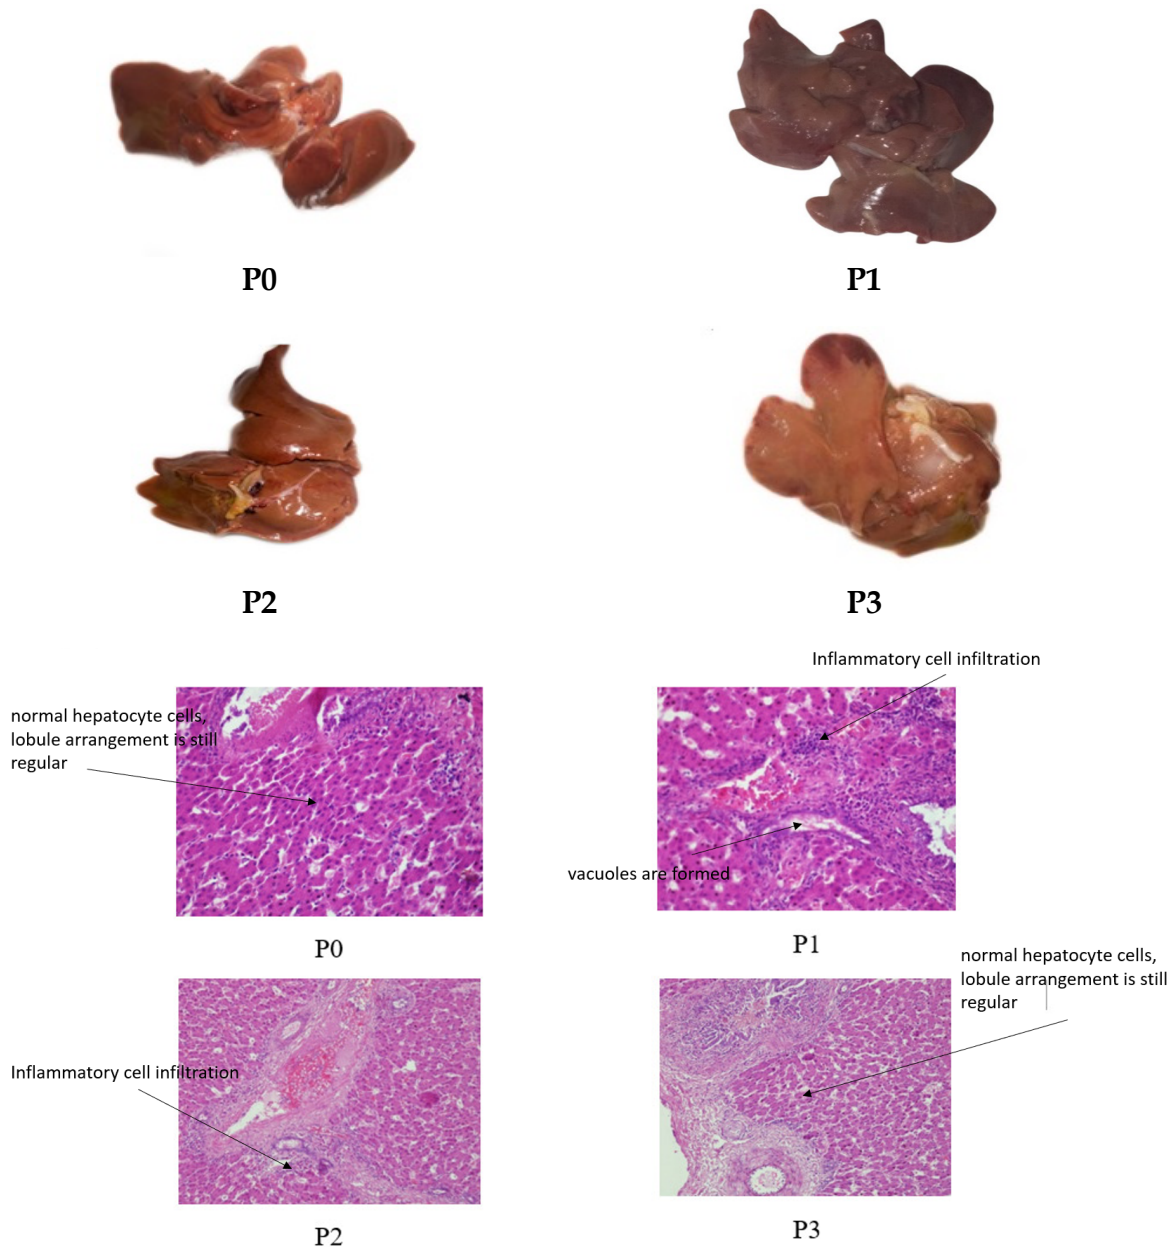 P0
P1
P2
P3
Inflammatory cell infiltration
normal hepatocyte cells,
lobule arrangement is still
regular
vacuoles are formed
P0
P1
normal hepatocyte cells,
lobule arrangement is still
regular
Inflammatory cell infiltration
P2
P3